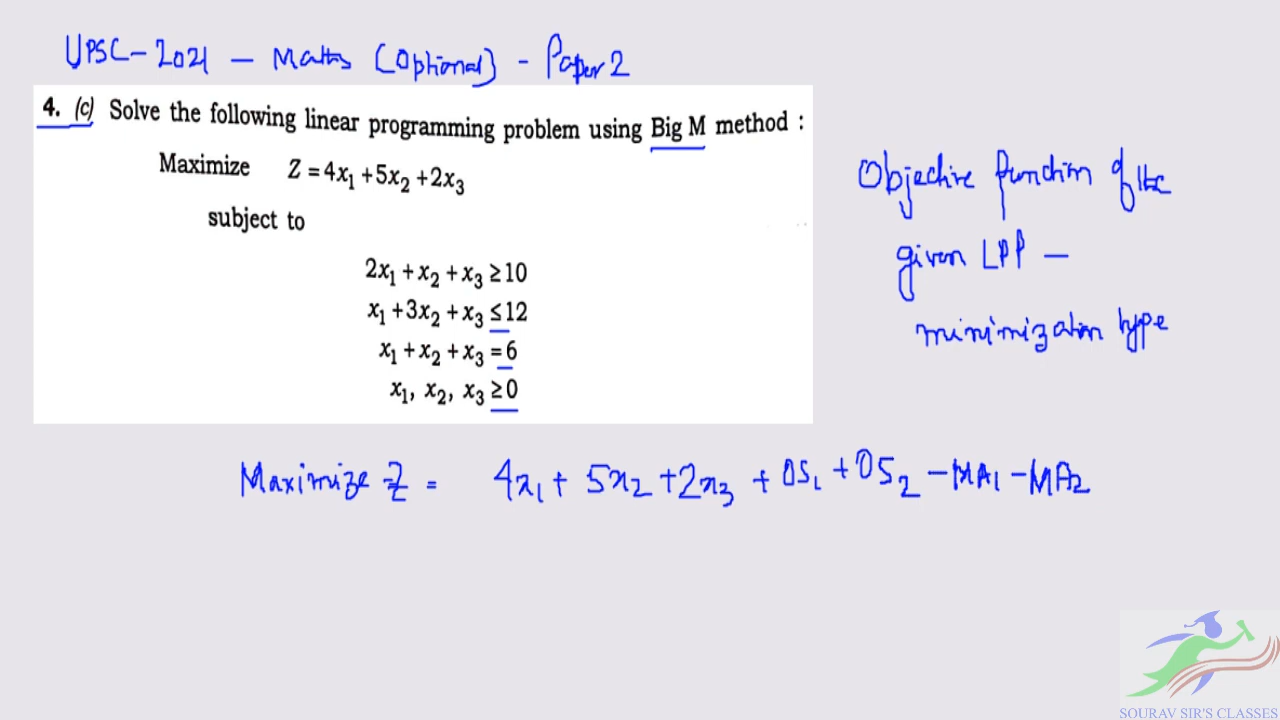 UPSC - 2021 - Maths (Optional) - Paper 2
4. (c) Solve the following linear programming problem using Big M method :
Maximize Z = 4x₁ + 5x₂ + 2x₃
subject to
2x₁ + x₂ + x₃ ≥ 10
x₁ + 3x₂ + x₃ ≤ 12
x₁ + x₂ + x₃ = 6
x₁, x₂, x₃ ≥ 0
Objective function of the
given LPP -
minimization type
Maximize Z = 4x₁ + 5x₂ + 2x₃ + 0S₁ + 0S₂ - MA₁ - MA₂
SOURAV SIR'S CLASSES